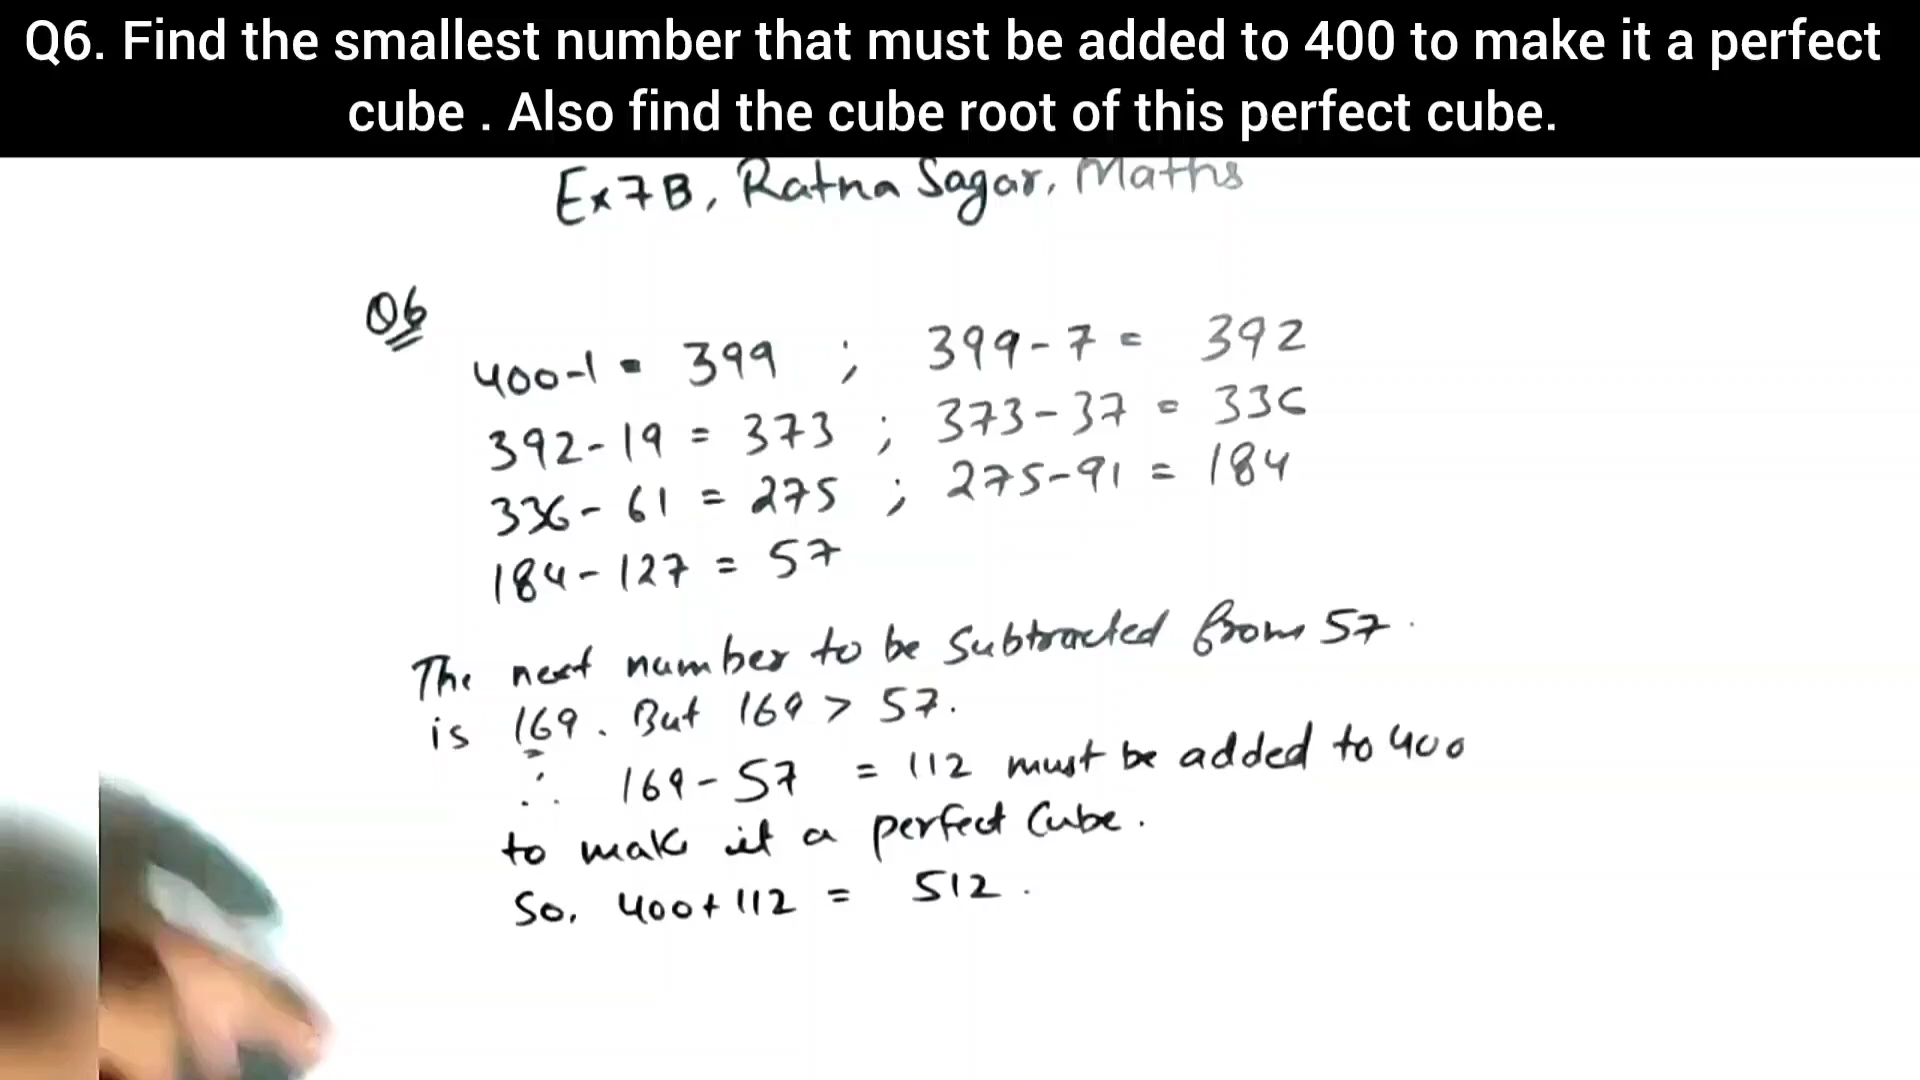 Q6. Find the smallest number that must be added to 400 to make it a perfect
cube . Also find the cube root of this perfect cube.
Ex 7B, Ratna Sagar, Maths
Q6
400-1 = 399 ; 399-7 = 392
392-19 = 373 ; 373-37 = 336
336-61 = 275 ; 275-91 = 184
184-127 = 57
The next number to be subtracted from 57.
is 169. But 169 > 57.
∴ 169-57 = 112 must be added to 400
to make it a perfect Cube.
So, 400+112 = 512.